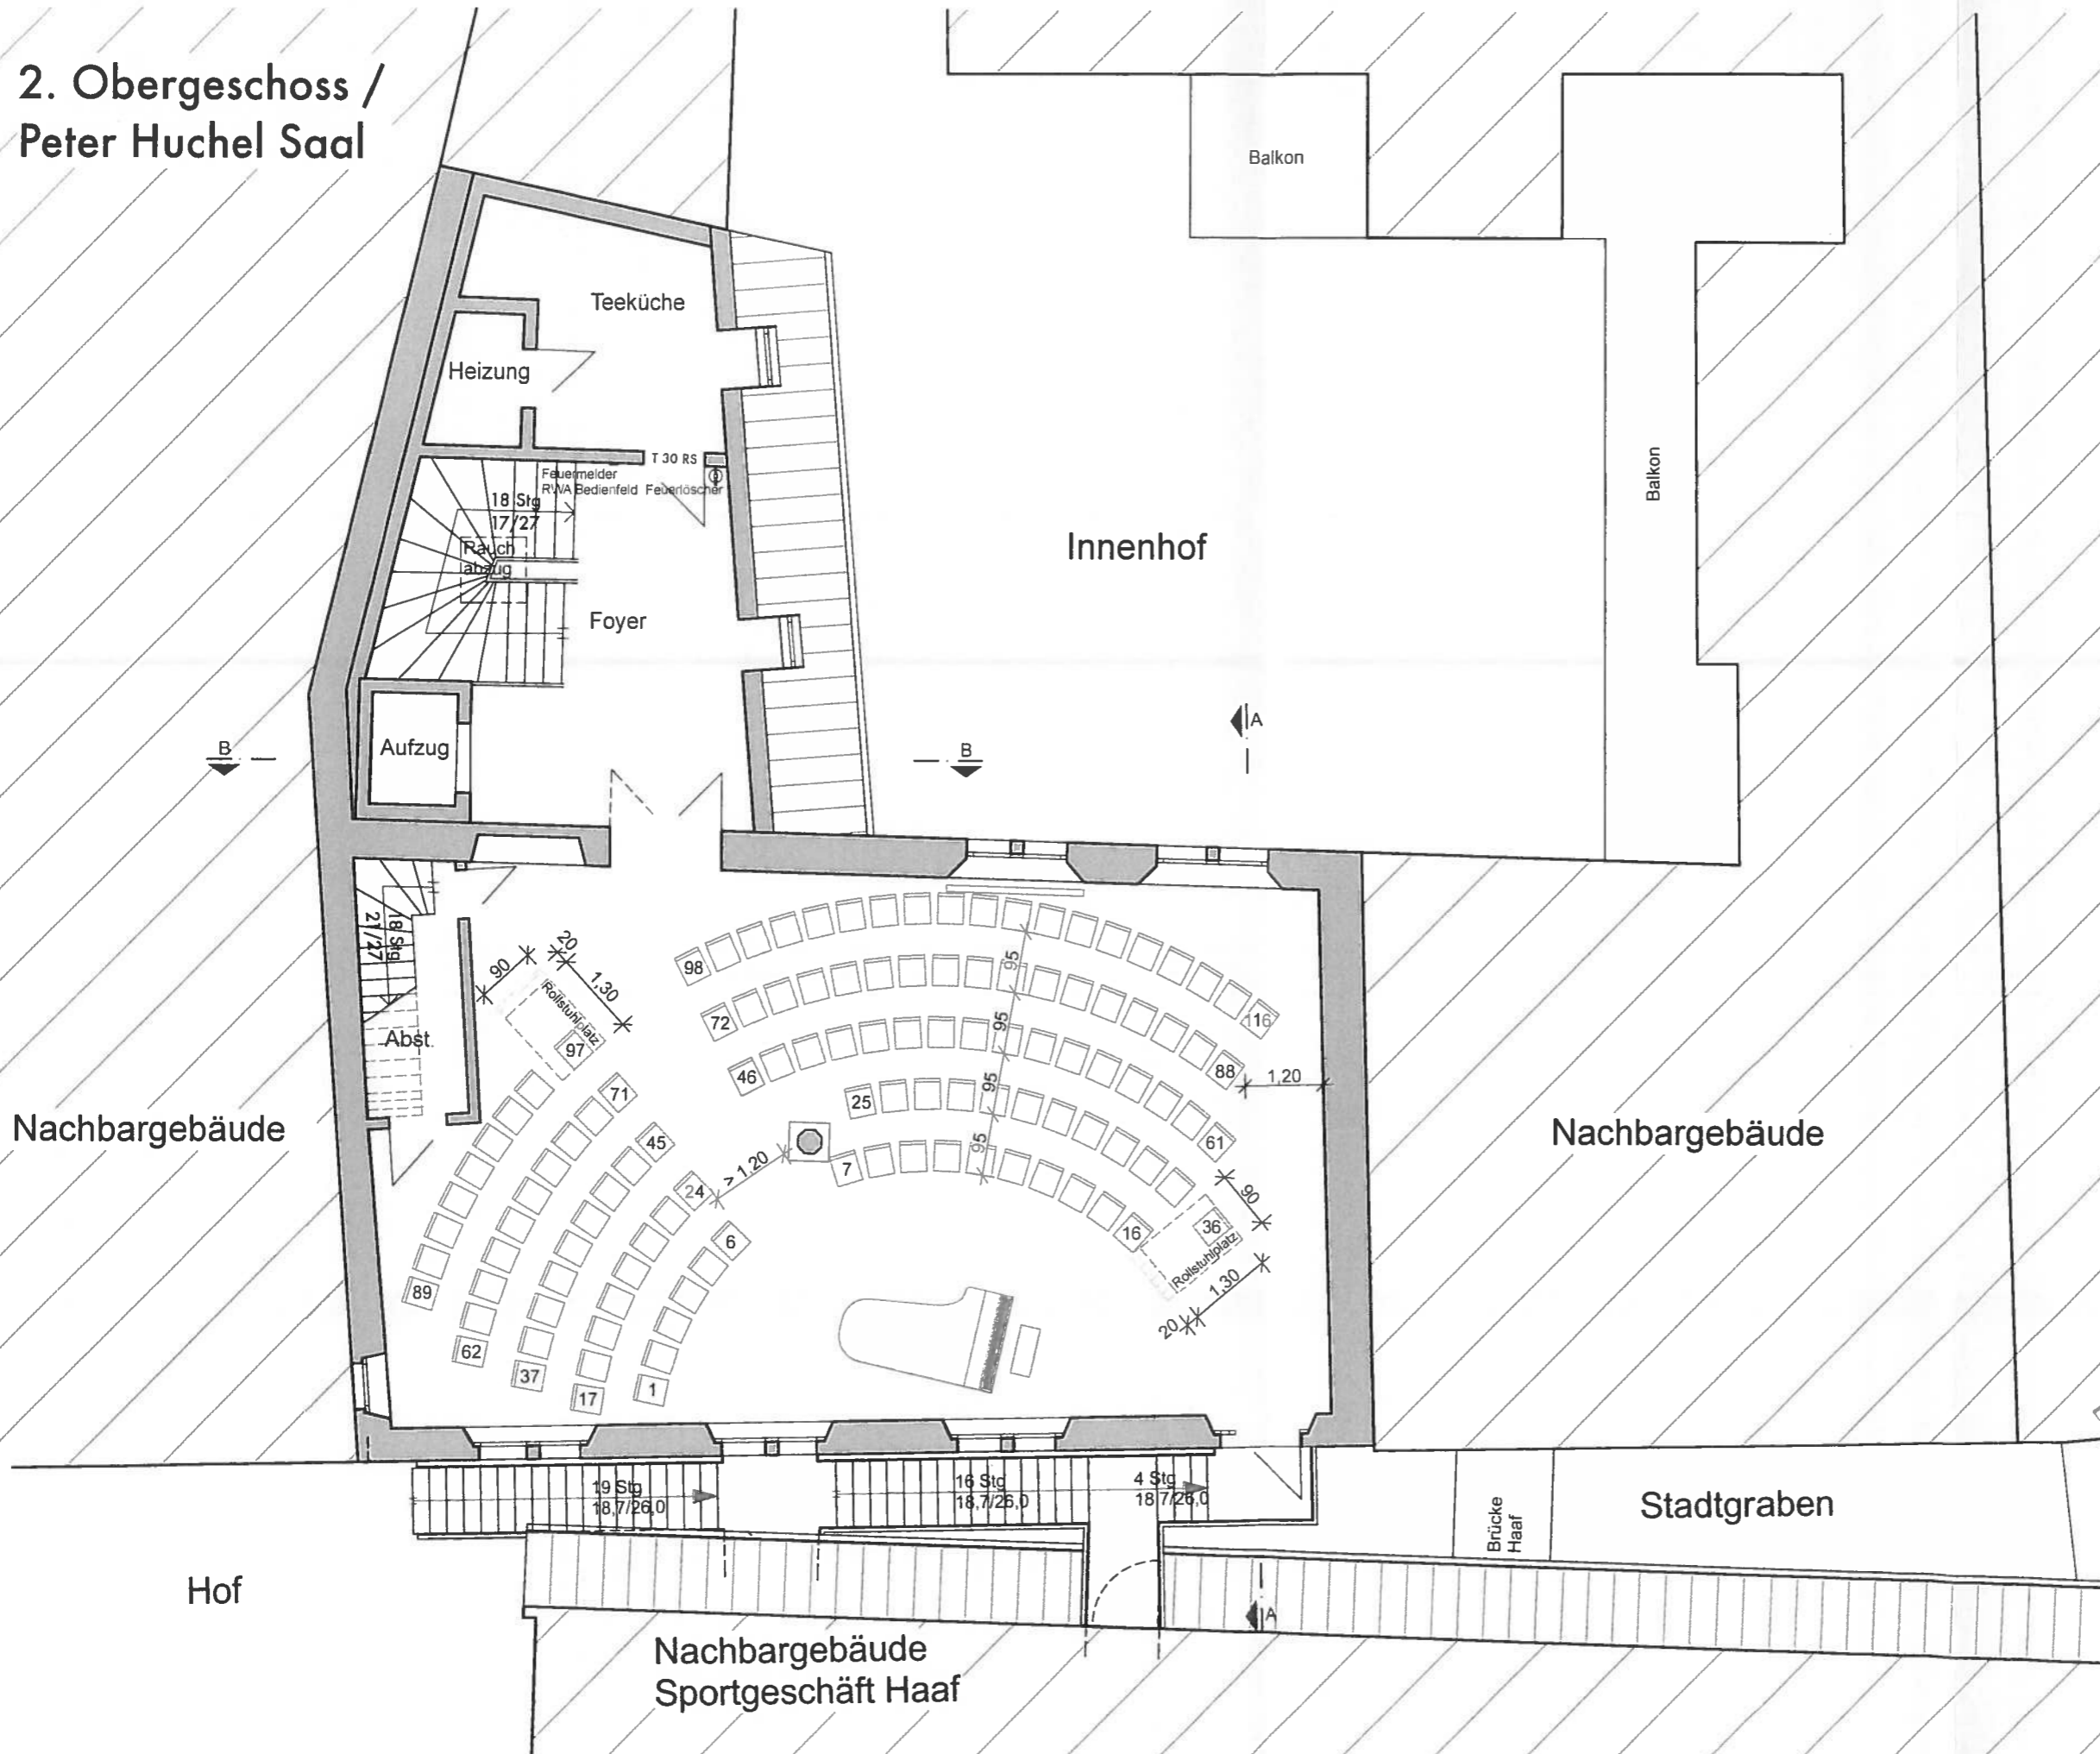 2. Obergeschoss /
Peter Huchel Saal
Balkon
Teeküche
Heizung
T 30 RS
Feuermelder
RWA Bedienfeld Feuerlöscher
18 Stg
17/27
Rauch
abzug
Foyer
Innenhof
Balkon
Aufzug
B
B
A
18 Stg
21/27
Abst.
90
20
1,30
Rollstuhlplatz
97
98
116
72
88
46
61
25
36
7
16
71
45
24
6
89
62
37
17
1
95
95
95
95
1,20
> 1,20
90
Rollstuhlplatz
1,30
20
Nachbargebäude
Nachbargebäude
19 Stg
18,7/26,0
16 Stg
18,7/26,0
4 Stg
18,7/26,0
Brücke
Haaf
Stadtgraben
Hof
A
Nachbargebäude
Sportgeschäft Haaf